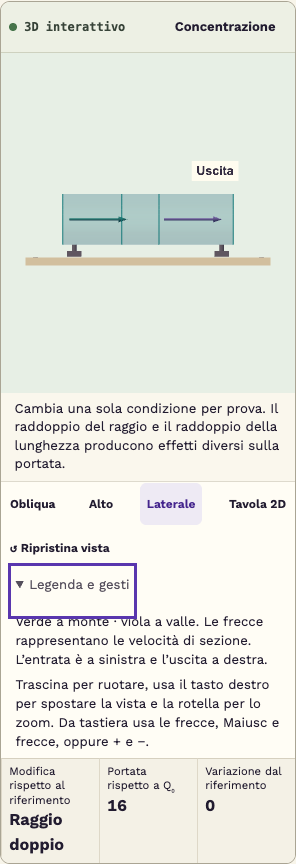 3D interattivo
Concentrazione
Uscita
Cambia una sola condizione per prova. Il
raddoppio del raggio e il raddoppio della
lunghezza producono effetti diversi sulla
portata.
Obliqua Alto Laterale Tavola 2D
↺ Ripristina vista
▼ Legenda e gesti
Verde a monte · viola a valle. Le frecce
rappresentano le velocità di sezione.
L’entrata è a sinistra e l’uscita a destra.
Trascina per ruotare, usa il tasto destro
per spostare la vista e la rotella per lo
zoom. Da tastiera usa le frecce, Maiusc e
frecce, oppure + e −.
Modifica
rispetto al
riferimento
Raggio
doppio
Portata
rispetto a Q₀
16
Variazione dal
riferimento
0